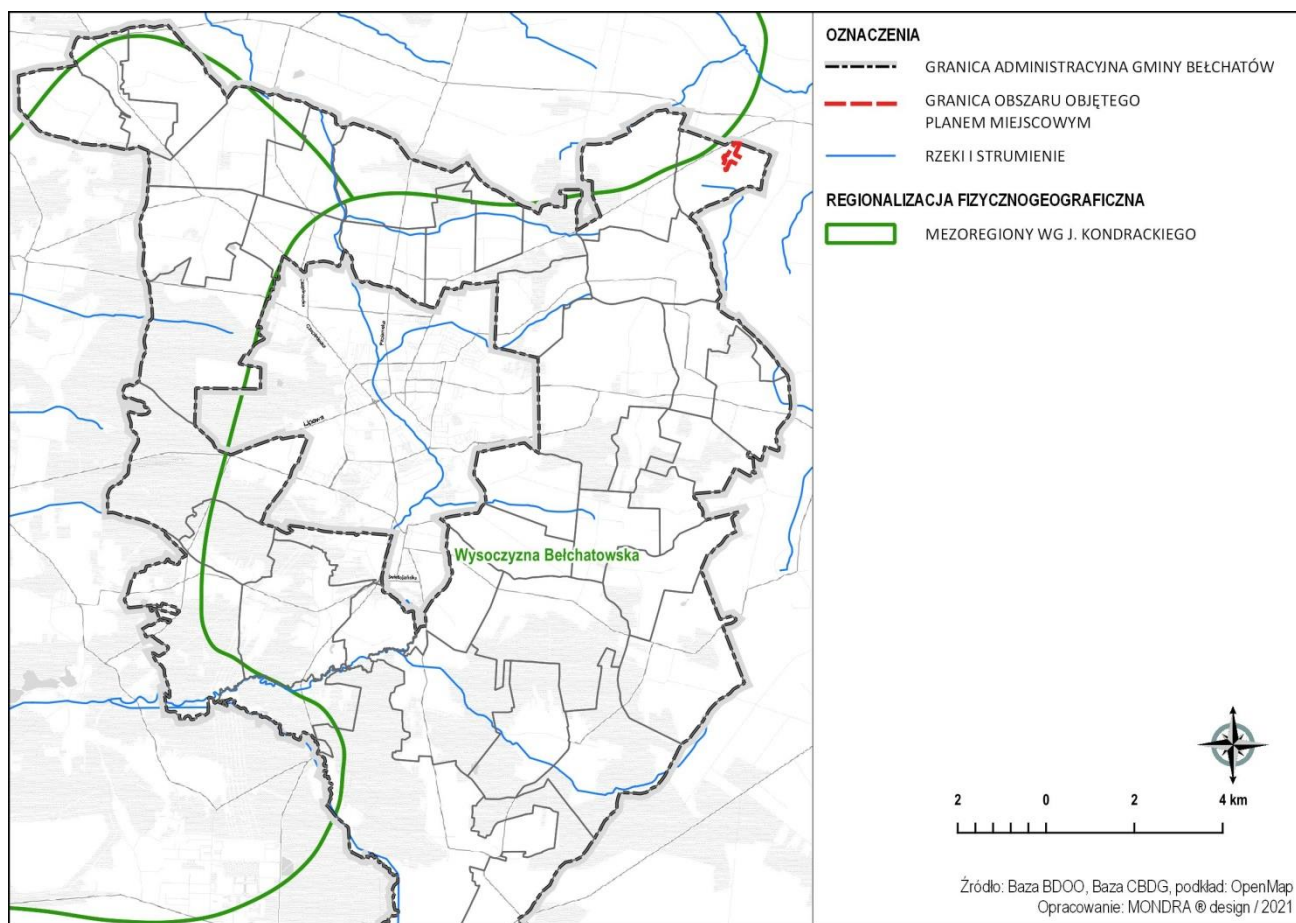 OZNACZENIA
GRANICA ADMINISTRACYJNA GMINY BEŁCHATÓW
GRANICA OBSZARU OBJĘTEGO
PLANEM MIEJSCOWYM
RZEKI I STRUMIENIE
REGIONALIZACJA FIZYCZNOGEOGRAFICZNA
MEZOREGIONY WG J. KONDRACKIEGO
Wysoczyzna Bełchatowska
2 0 2 4 km
Źródło: Baza BDOO, Baza CBDG, podkład: OpenMap
Opracowanie: MONDRA ® design / 2021